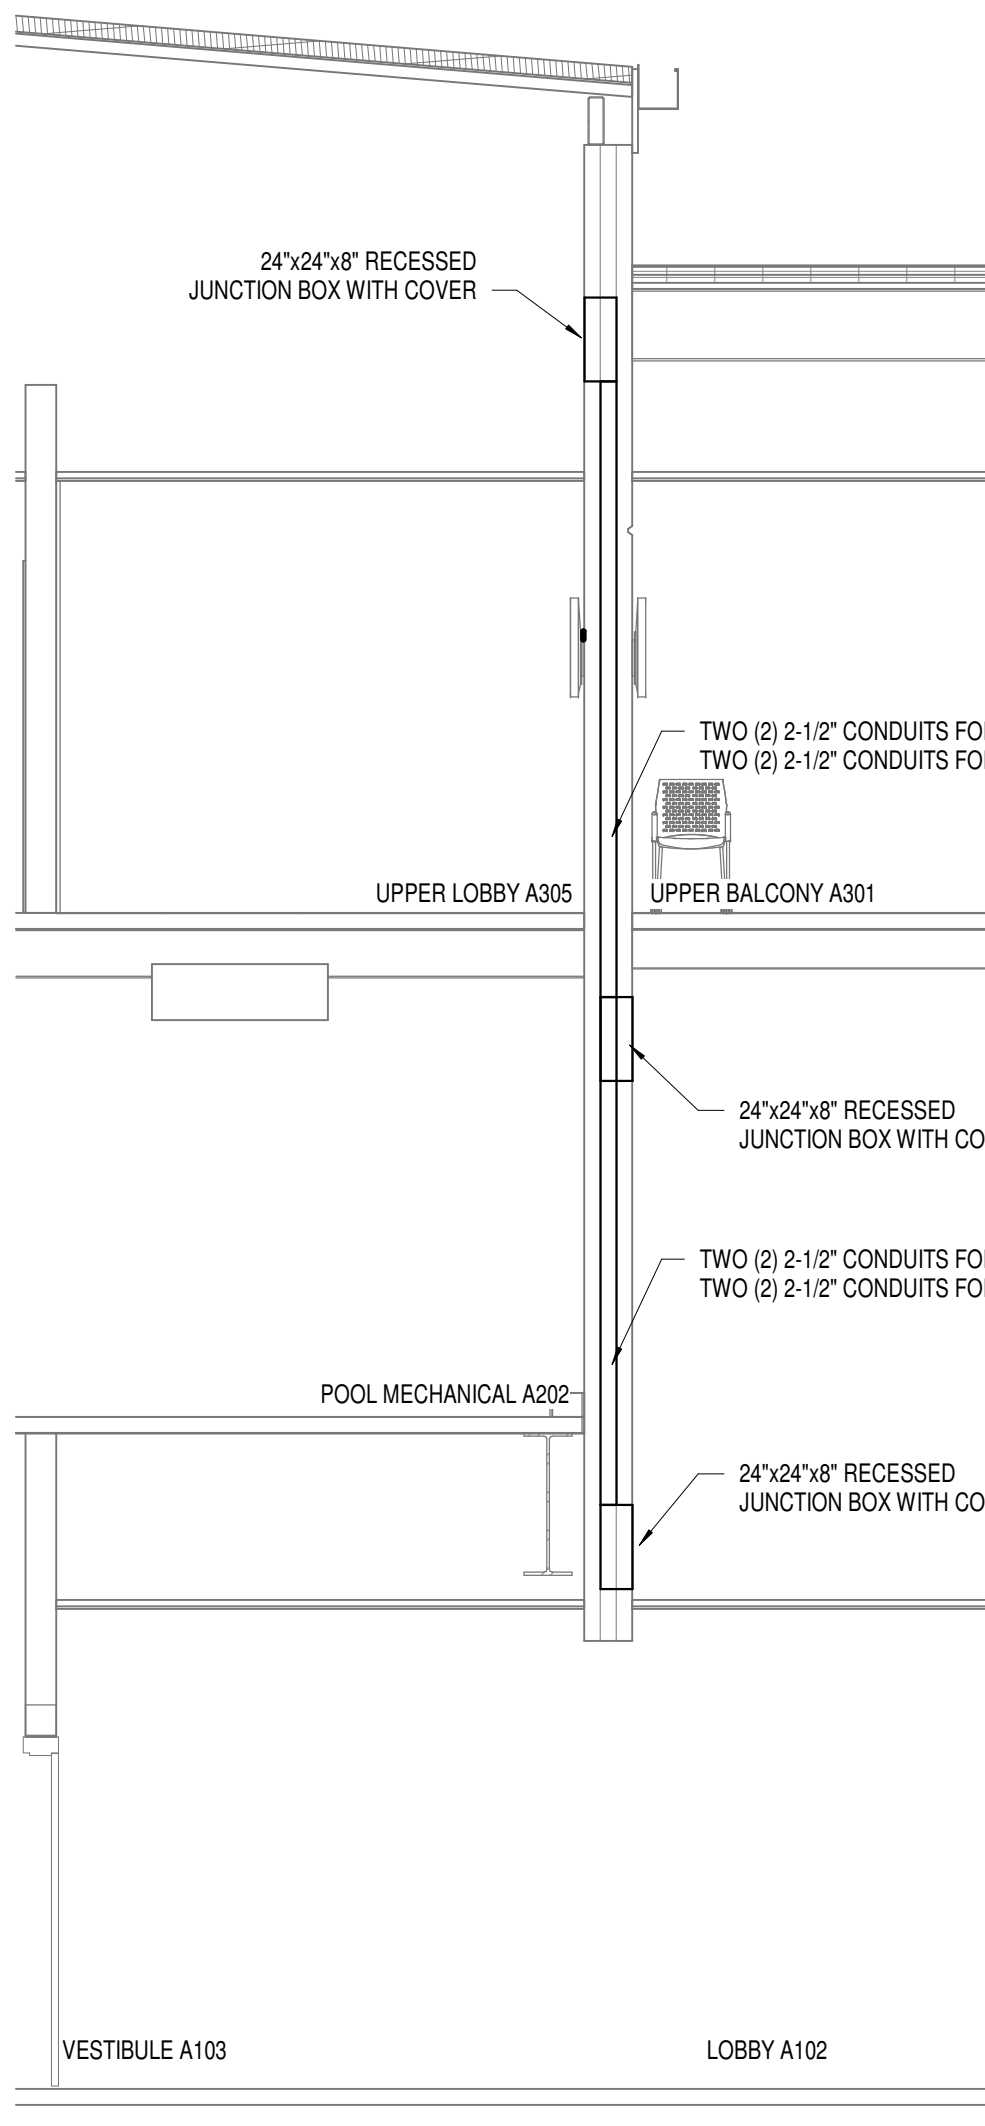 24"x24"x8" RECESSED
JUNCTION BOX WITH COVER
TWO (2) 2-1/2" CONDUITS
TWO (2) 2-1/2" CONDUITS
UPPER LOBBY A305
UPPER BALCONY A301
24"x24"x8" RECESSED
JUNCTION BOX WITH
TWO (2) 2-1/2" CONDUITS
TWO (2) 2-1/2" CONDUITS
POOL MECHANICAL A202
24"x24"x8" RECESSED
JUNCTION BOX WITH
VESTIBULE A103
LOBBY A102